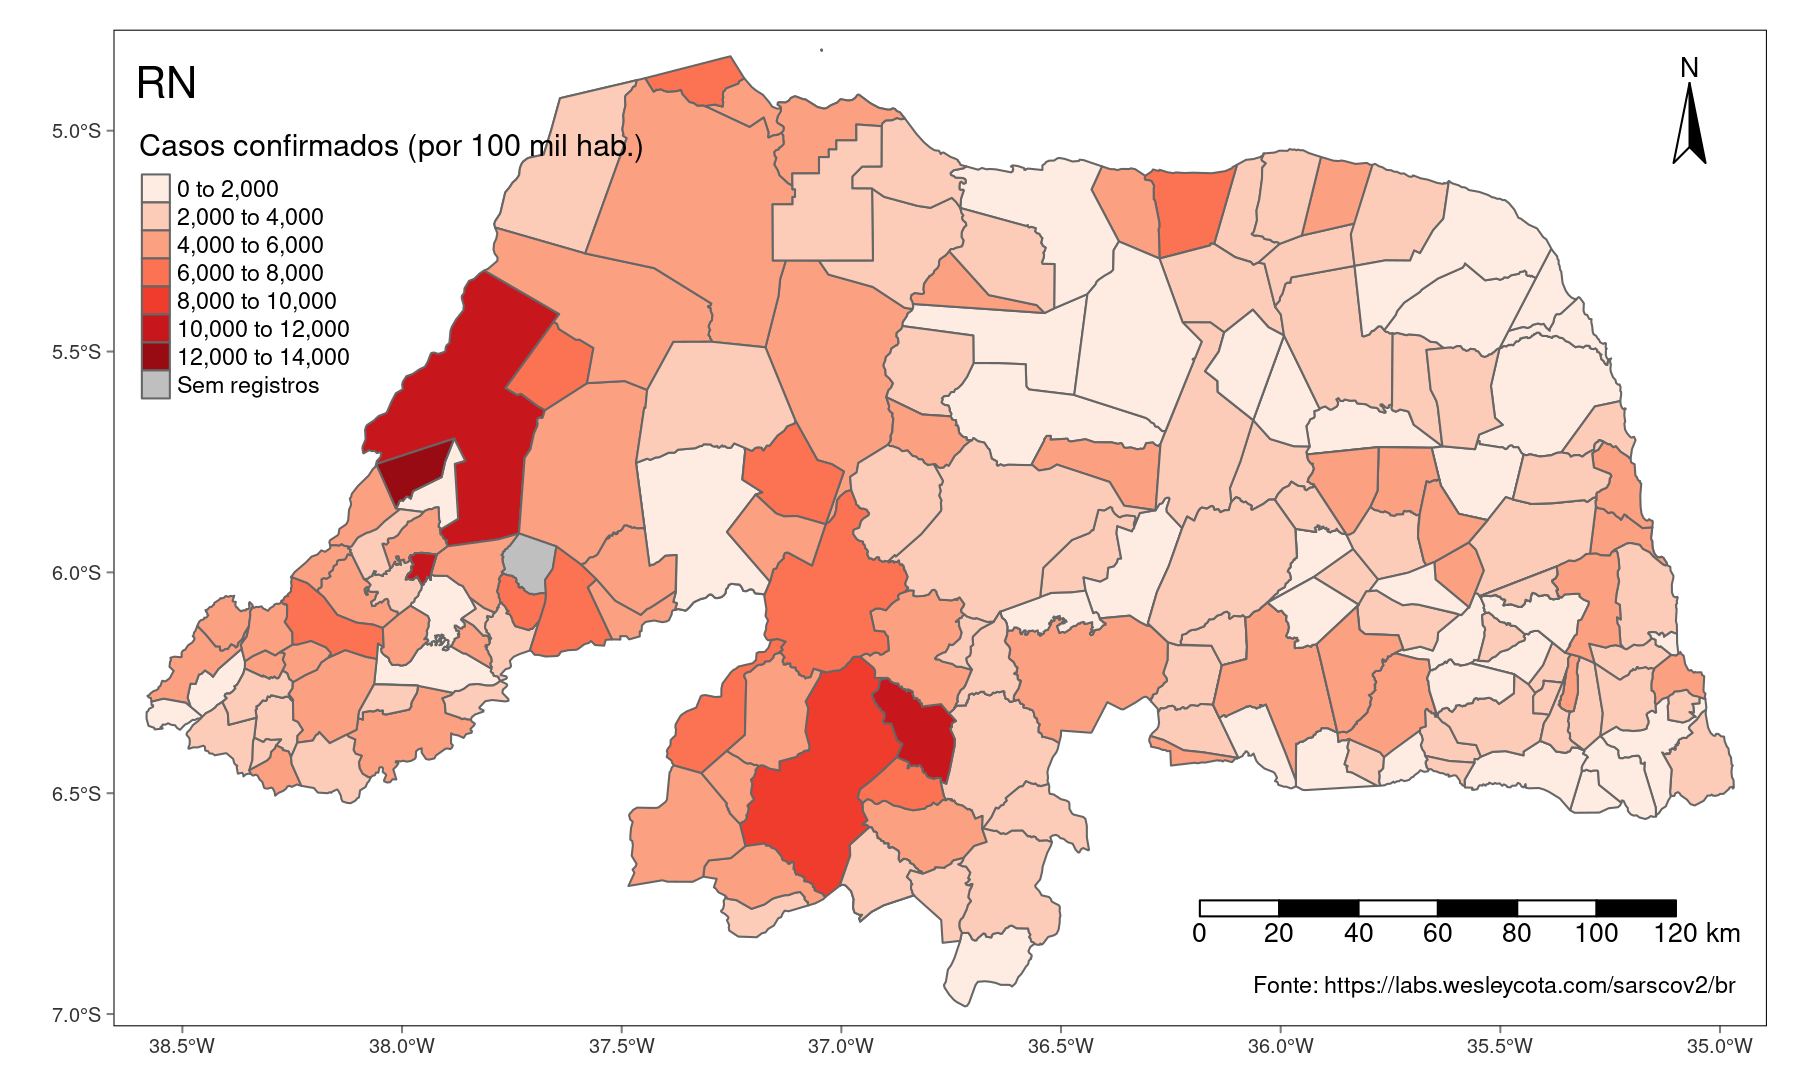 RN
N
Casos confirmados (por 100 mil hab.)
0 to 2,000
2,000 to 4,000
4,000 to 6,000
6,000 to 8,000
8,000 to 10,000
10,000 to 12,000
12,000 to 14,000
Sem registros
5.0°S
5.5°S
6.0°S
6.5°S
7.0°S
0 20 40 60 80 100 120 km
Fonte: https://labs.wesleycota.com/sarscov2/br
38.5°W 38.0°W 37.5°W 37.0°W 36.5°W 36.0°W 35.5°W 35.0°W